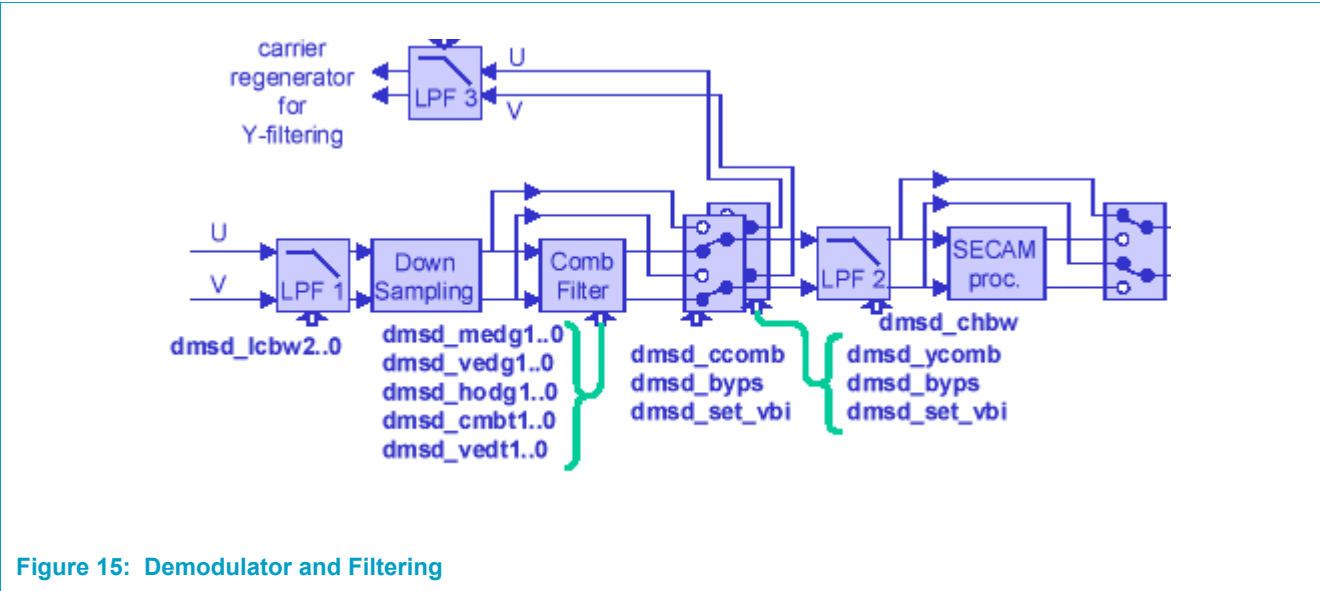 carrier
regenerator
for
Y-filtering
LPF 3
U
V
U
V
LPF 1
Down
Sampling
Comb
Filter
LPF 2
SECAM
proc.
dmsd_lcbw2..0
dmsd_medg1..0
dmsd_vedg1..0
dmsd_hodg1..0
dmsd_cmbt1..0
dmsd_vedt1..0
dmsd_ccomb
dmsd_byps
dmsd_set_vbi
dmsd_chbw
dmsd_ycomb
dmsd_byps
dmsd_set_vbi
Figure 15: Demodulator and Filtering